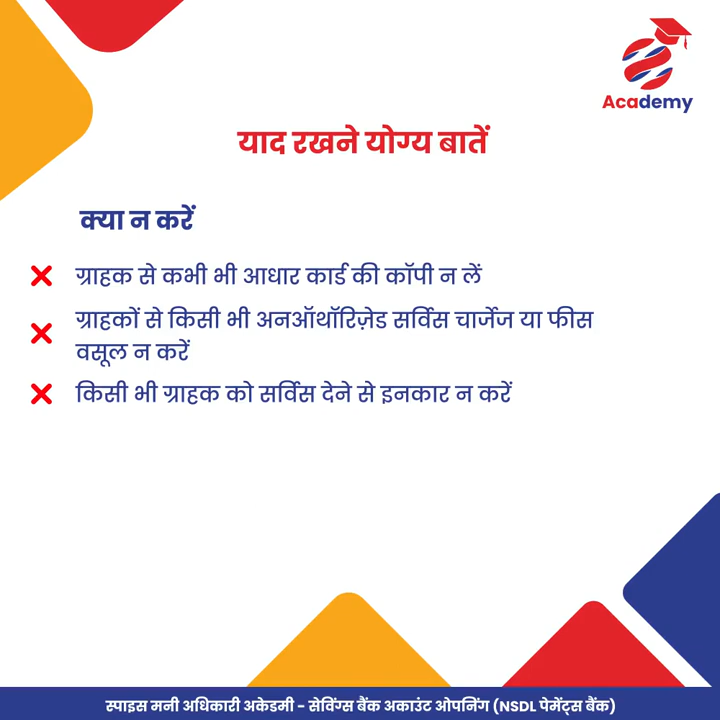 Academy
याद रखने योग्य बातें
क्या न करें
ग्राहक से कभी भी आधार कार्ड की कॉपी न लें
ग्राहकों से किसी भी अनऑथॉरिज़ेड सर्विस चार्जेज या फीस
वसूल न करें
किसी भी ग्राहक को सर्विस देने से इनकार न करें
स्पाइस मनी अधिकारी अकेडमी - सेविंग्स बैंक अकाउंट ओपनिंग (NSDL पेमेंट्स बैंक)